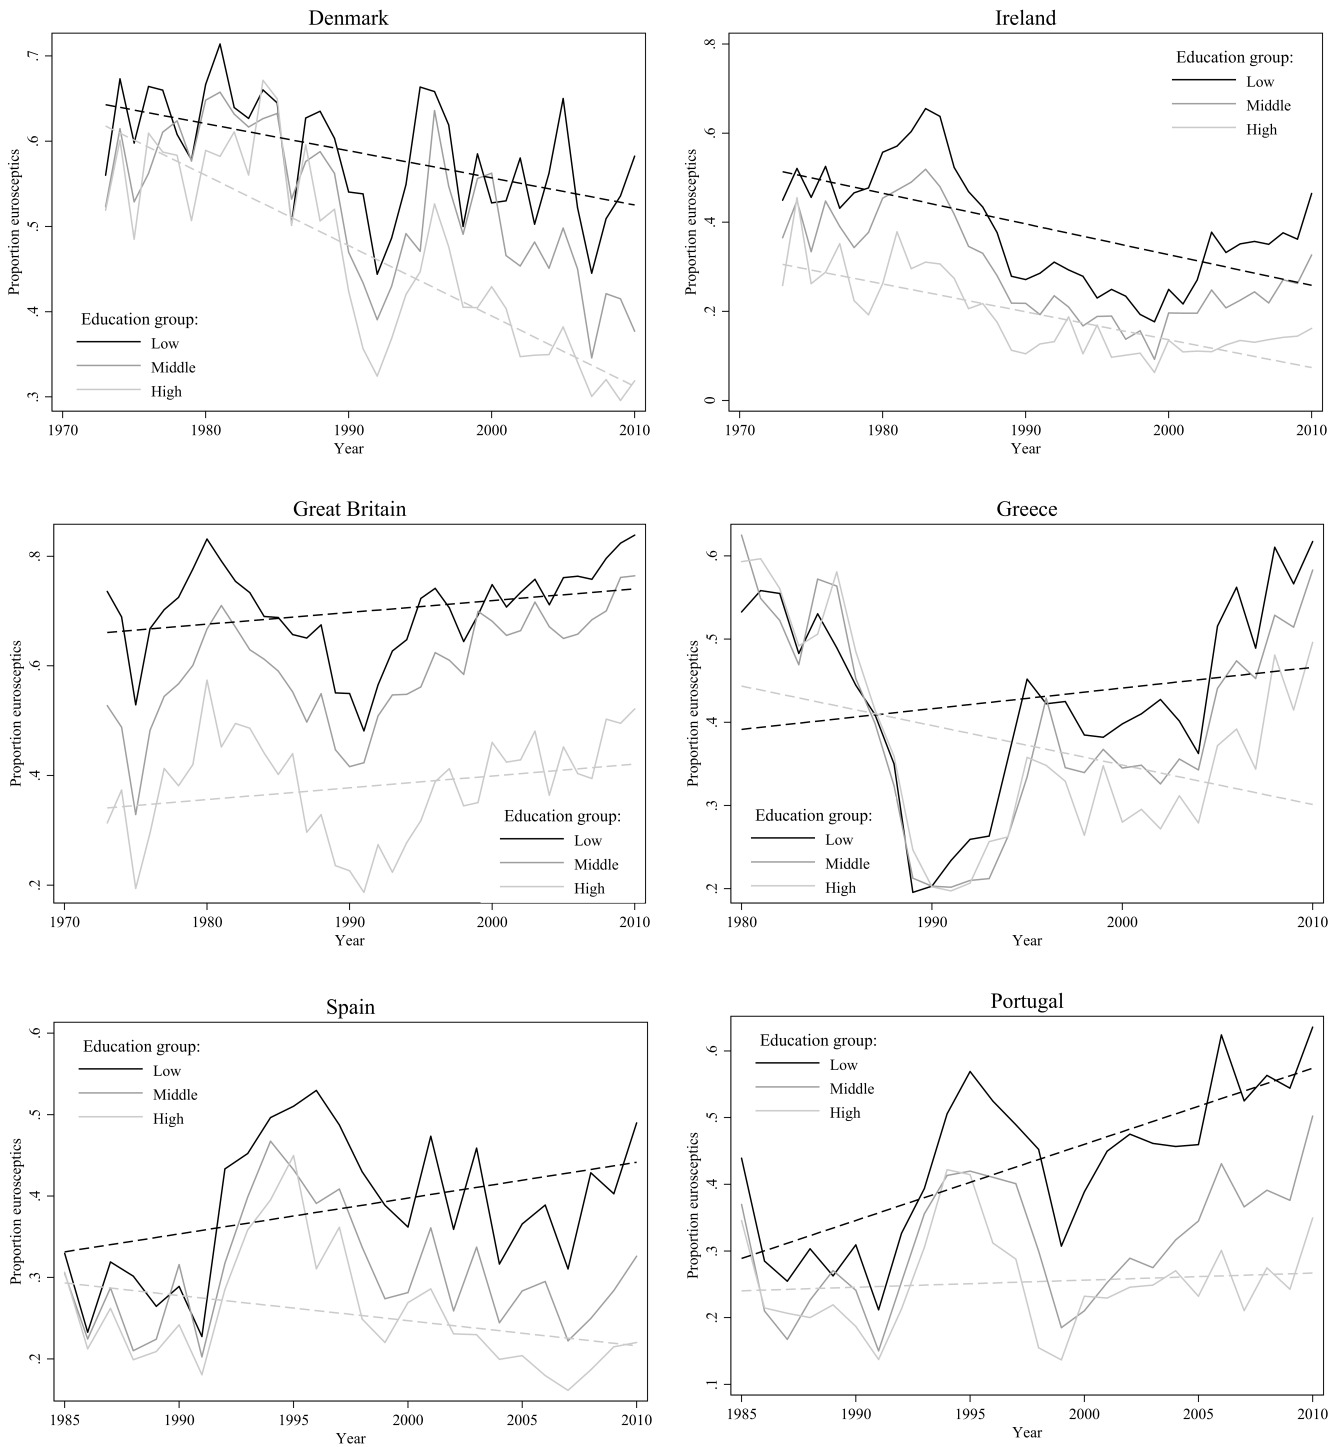 Denmark
Proportion eurosceptics
.7
.6
.5
.4
.3
Education group:
Low
Middle
High
1970 1980 1990 2000 2010
Year
Ireland
Proportion eurosceptics
.8
.6
.4
.2
0
Education group:
Low
Middle
High
1970 1980 1990 2000 2010
Year
Great Britain
Proportion eurosceptics
.8
.6
.4
.2
Education group:
Low
Middle
High
1970 1980 1990 2000 2010
Year
Greece
Proportion eurosceptics
.6
.5
.4
.3
.2
Education group:
Low
Middle
High
1980 1990 2000 2010
Year
Spain
Proportion eurosceptics
.6
.5
.4
.3
.2
Education group:
Low
Middle
High
1985 1990 1995 2000 2005 2010
Year
Portugal
Proportion eurosceptics
.6
.5
.4
.3
.2
.1
Education group:
Low
Middle
High
1985 1990 1995 2000 2005 2010
Year